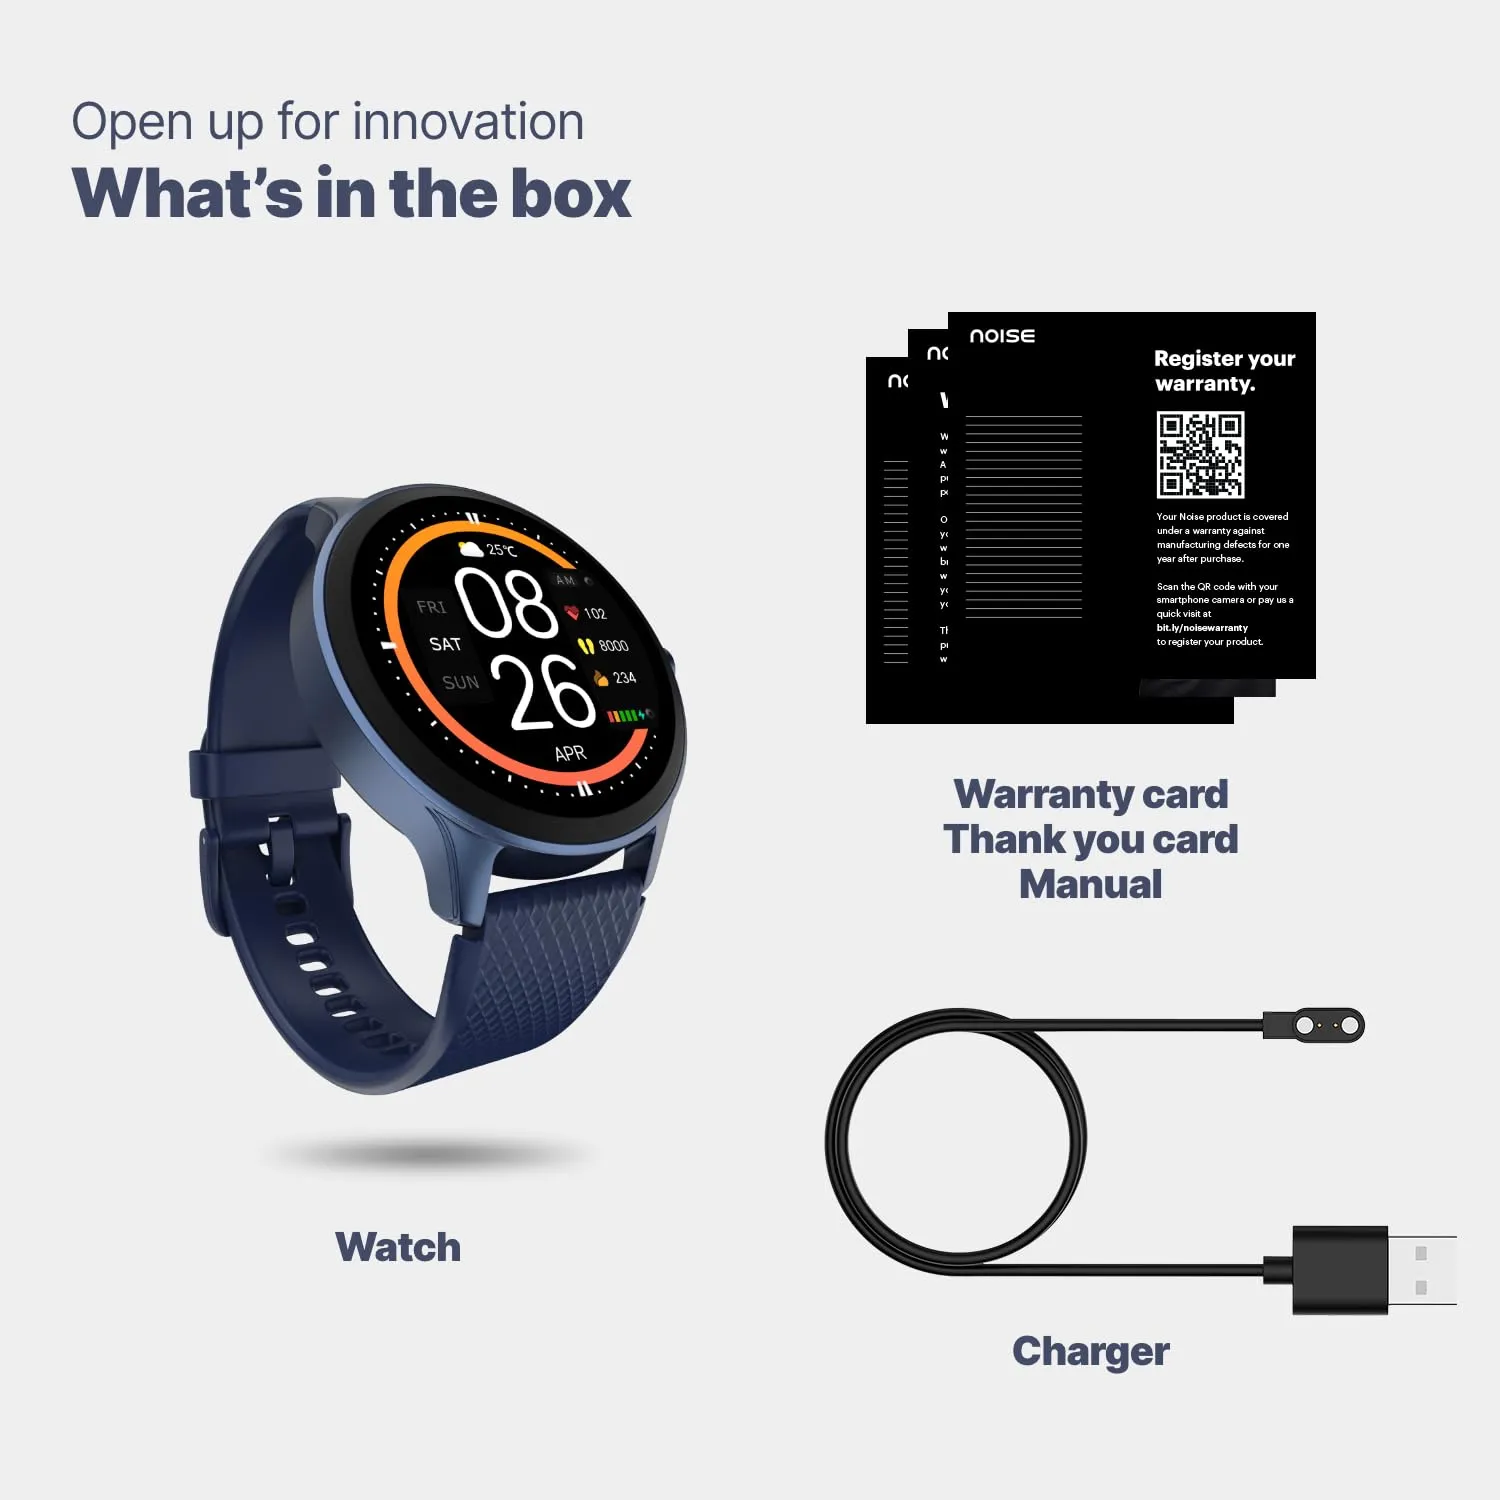 Open up for innovation
What's in the box
25°C
AM
08
FRI
102
SAT
8000
26
SUN
234
APR
Watch
NOISE
Register your
warranty.
Your Noise product is covered
under a warranty against
manufacturing defects for one
year after purchase.
Scan the QR code with your
smartphone camera or pay us a
quick visit at
bit.ly/noisewarranty
to register your product.
Warranty card
Thank you card
Manual
Charger